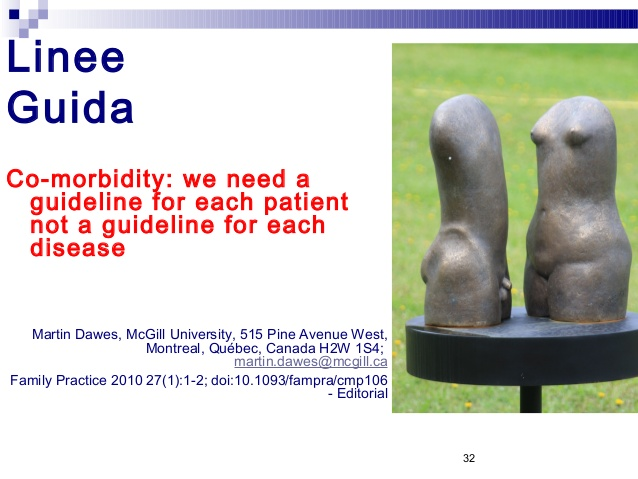 Linee
Guida
Co-morbidity: we need a
guideline for each patient
not a guideline for each
disease
Martin Dawes, McGill University, 515 Pine Avenue West,
Montreal, Québec, Canada H2W 1S4;
martin.dawes@mcgill.ca
Family Practice 2010 27(1):1-2; doi:10.1093/fampra/cmp106
- Editorial
32